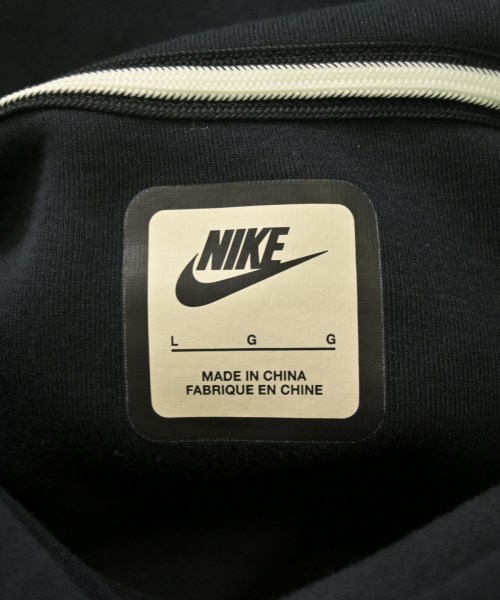 NIKE
L G G
MADE IN CHINA
FABRIQUE EN CHINE